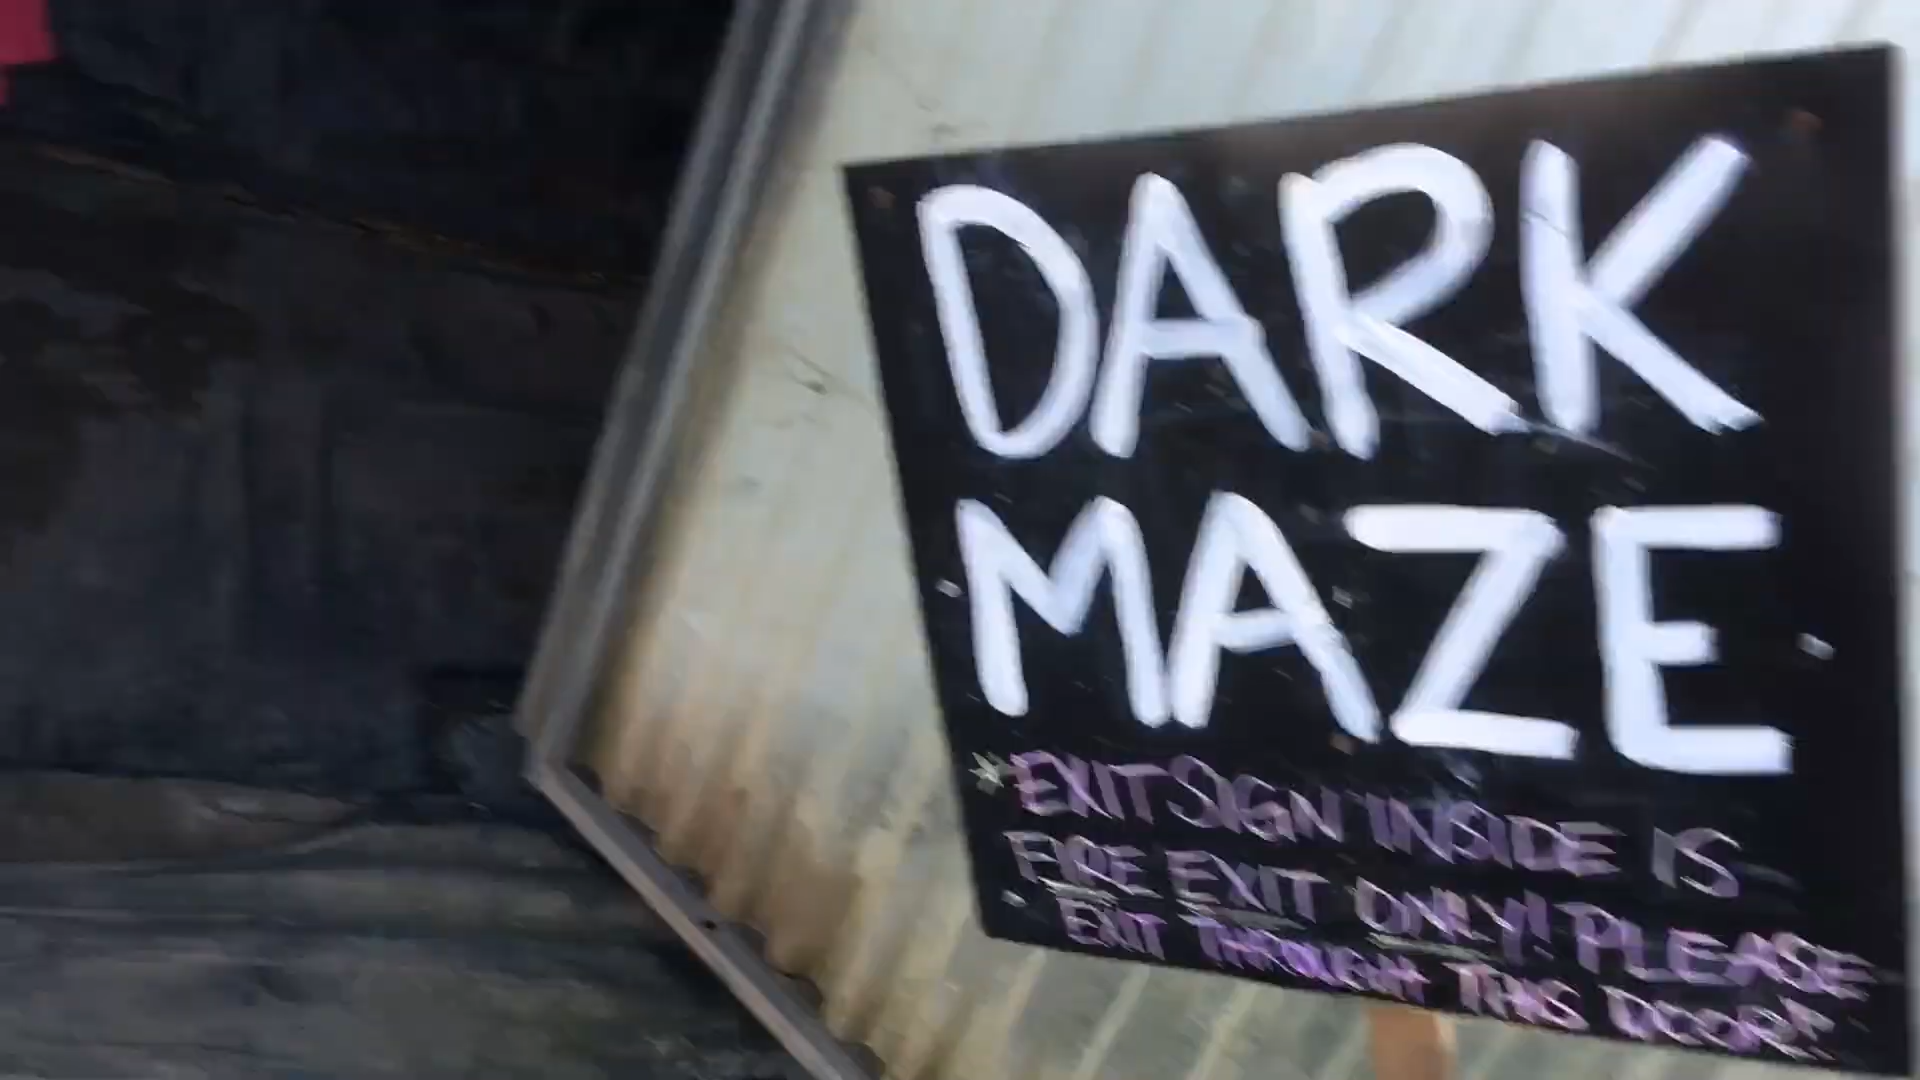 DARK
MAZE
*EXIT SIGN INSIDE IS
FIRE EXIT ONLY! PLEASE
EXIT THROUGH THIS DOOR!